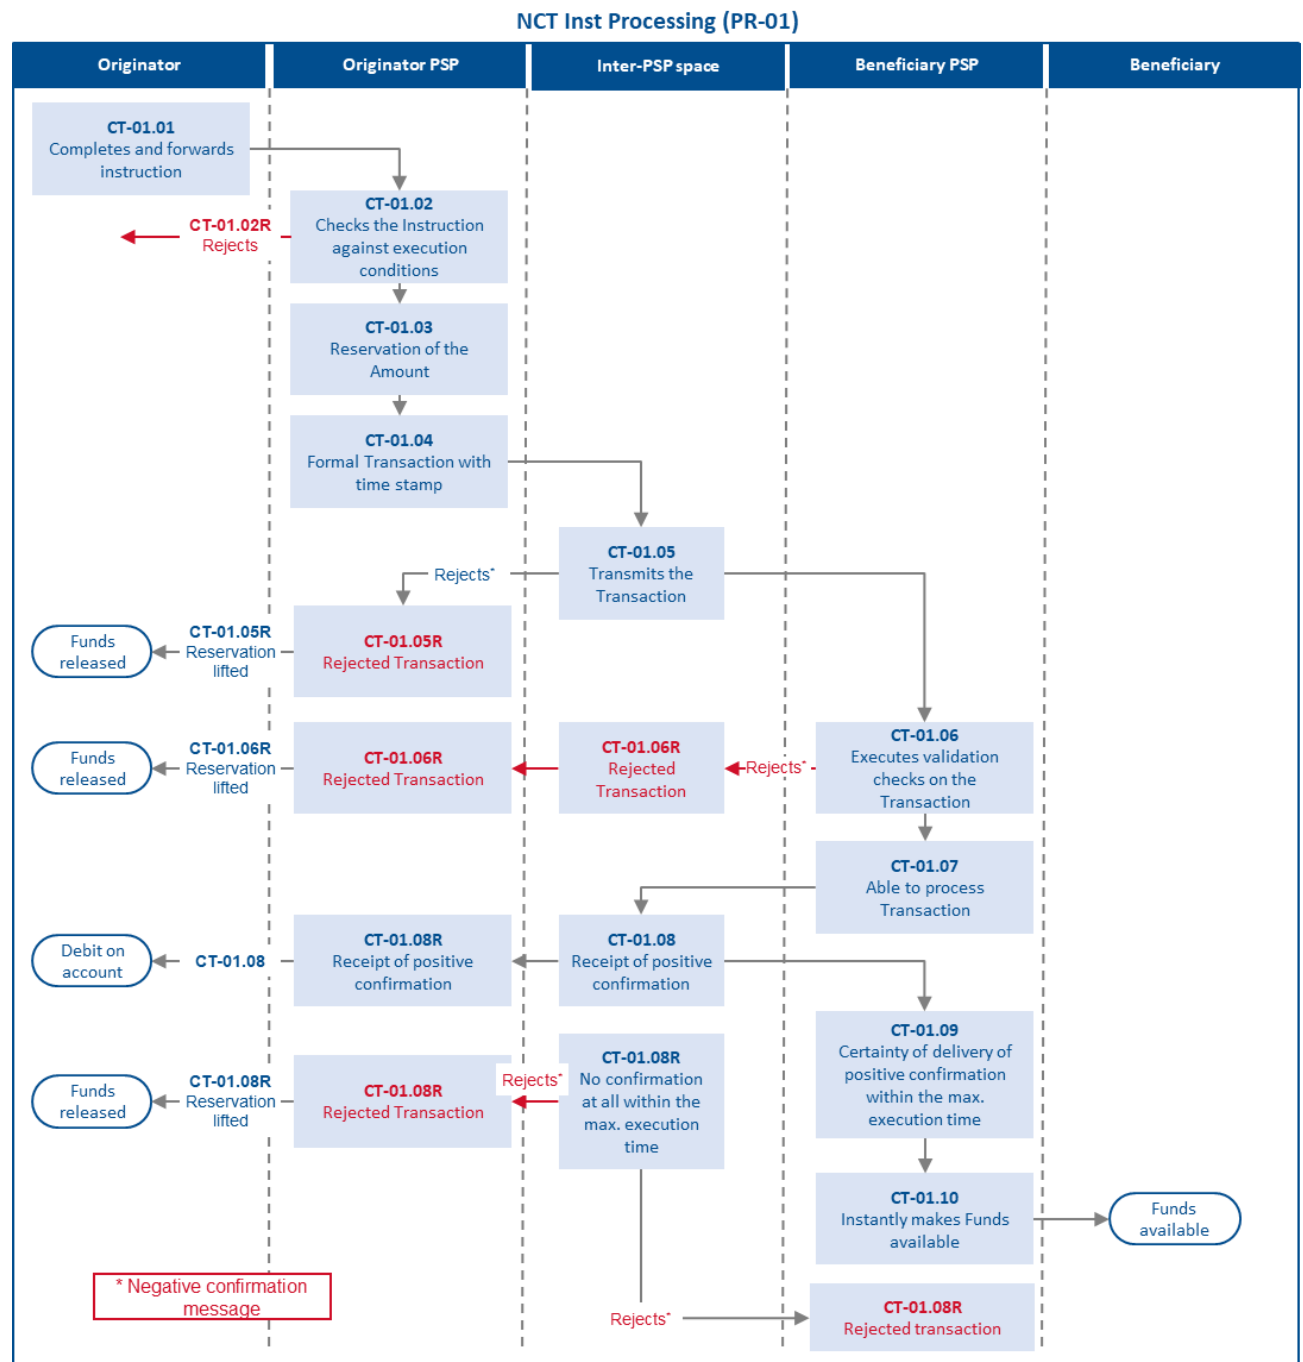 NCT Inst Processing (PR-01)
Originator
Originator PSP
Inter-PSP space
Beneficiary PSP
Beneficiary
CT-01.01
Completes and forwards
instruction
CT-01.02R
Rejects
CT-01.02
Checks the Instruction
against execution
conditions
CT-01.03
Reservation of the
Amount
CT-01.04
Formal Transaction with
time stamp
CT-01.05
Transmits the
Transaction
Rejects*
Funds
released
CT-01.05R
Reservation
lifted
CT-01.05R
Rejected Transaction
Funds
released
CT-01.06R
Reservation
lifted
CT-01.06R
Rejected Transaction
CT-01.06R
Rejected
Transaction
Rejects*
CT-01.06
Executes validation
checks on the
Transaction
CT-01.07
Able to process
Transaction
Debit on
account
CT-01.08
CT-01.08R
Receipt of positive
confirmation
CT-01.08
Receipt of positive
confirmation
CT-01.09
Certainty of delivery of
positive confirmation
within the max.
execution time
Funds
released
CT-01.08R
Reservation
lifted
CT-01.08R
Rejected Transaction
Rejects*
CT-01.08R
No confirmation
at all within the
max. execution
time
CT-01.10
Instantly makes Funds
available
Funds
available
* Negative confirmation
message
Rejects*
CT-01.08R
Rejected transaction